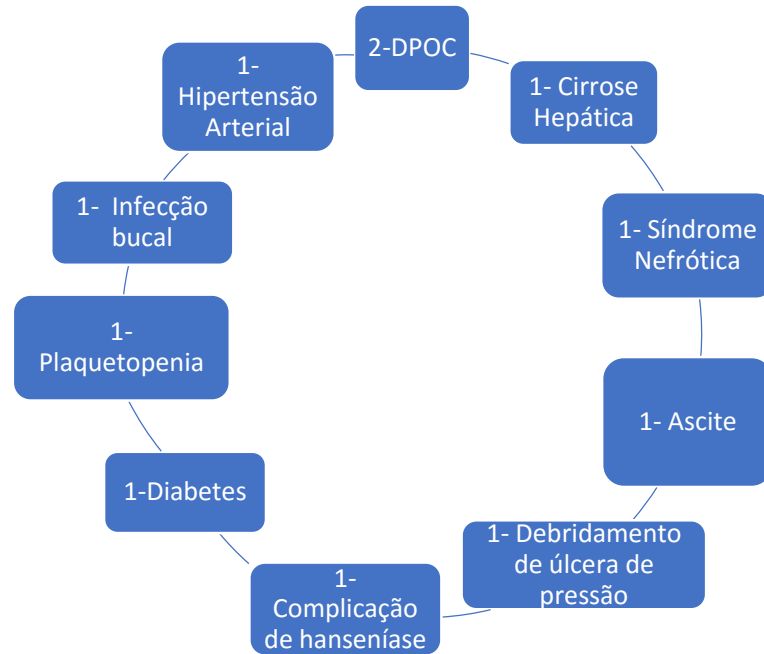 2-DPOC
1- Cirrose
Hepática
1- Síndrome
Nefrótica
1- Ascite
1- Debridamento
de úlcera de
pressão
1-
Complicação
de hanseníase
1-Diabetes
1-
Plaquetopenia
1- Infecção
bucal
1-
Hipertensão
Arterial